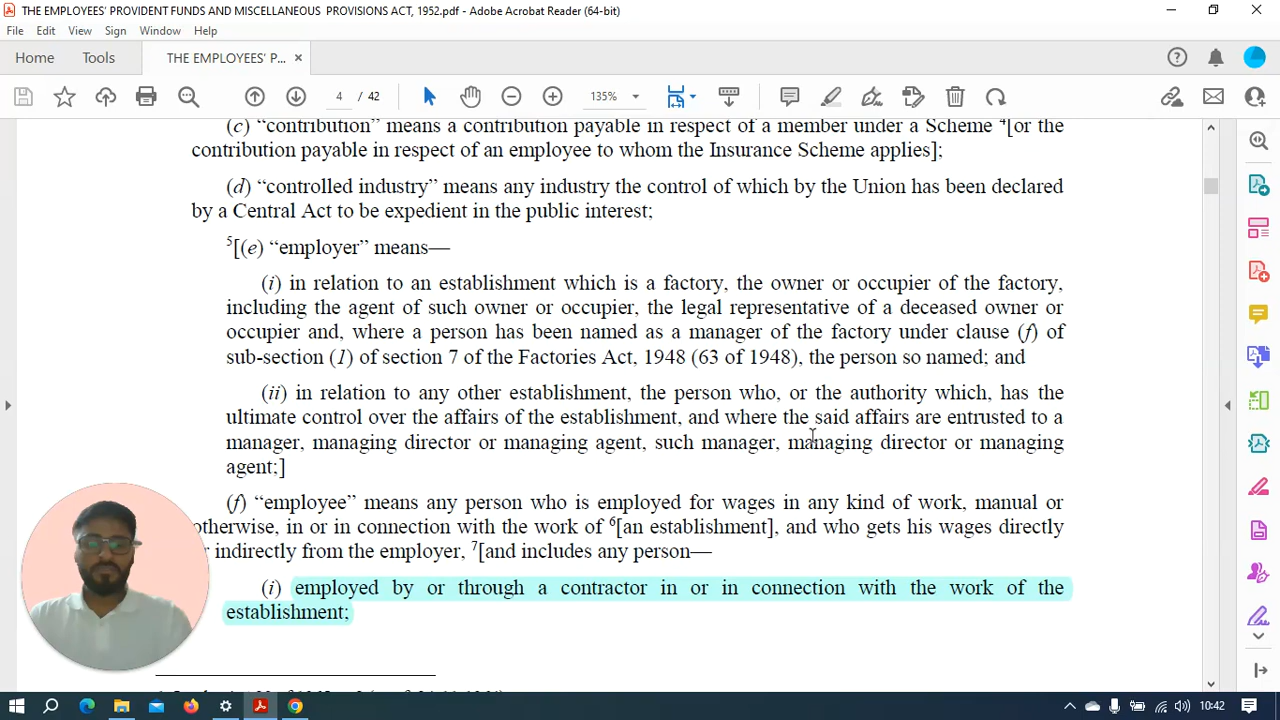 THE EMPLOYEES' PROVIDENT FUNDS AND MISCELLANEOUS PROVISIONS ACT, 1952.pdf - Adobe Acrobat Reader (64-bit)
File Edit View Sign Window Help
Home Tools THE EMPLOYEES' P... ×
4 / 42 135%
(c) “contribution” means a contribution payable in respect of a member under a Scheme 4[or the
contribution payable in respect of an employee to whom the Insurance Scheme applies];
(d) “controlled industry” means any industry the control of which by the Union has been declared
by a Central Act to be expedient in the public interest;
5[(e) “employer” means—
(i) in relation to an establishment which is a factory, the owner or occupier of the factory,
including the agent of such owner or occupier, the legal representative of a deceased owner or
occupier and, where a person has been named as a manager of the factory under clause (f) of
sub-section (1) of section 7 of the Factories Act, 1948 (63 of 1948), the person so named; and
(ii) in relation to any other establishment, the person who, or the authority which, has the
ultimate control over the affairs of the establishment, and where the said affairs are entrusted to a
manager, managing director or managing agent, such manager, managing director or managing
agent;]
(f) “employee” means any person who is employed for wages in any kind of work, manual or
otherwise, in or in connection with the work of 6[an establishment], and who gets his wages directly
indirectly from the employer, 7[and includes any person—
(i) employed by or through a contractor in or in connection with the work of the
establishment;
10:42